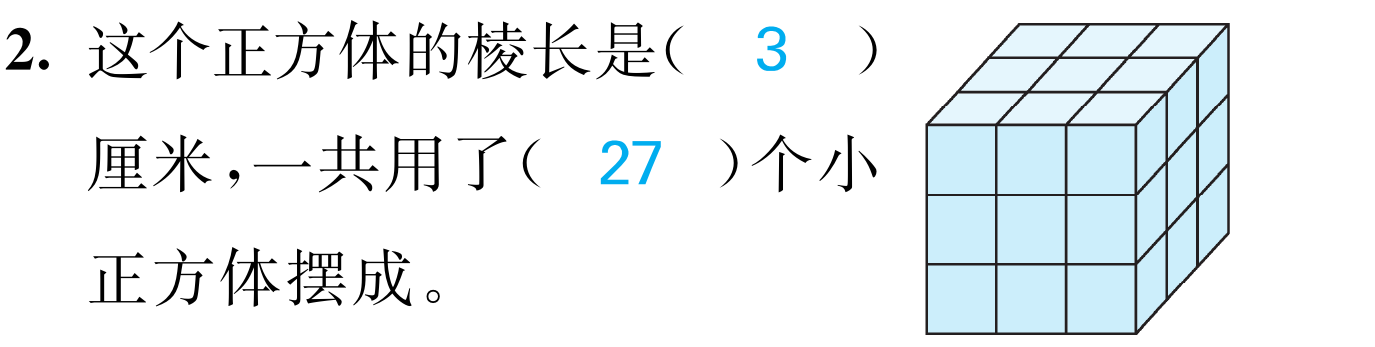 2. 这个正方体的棱长是( 3 )
厘米,一共用了( 27 )个小
正方体摆成。